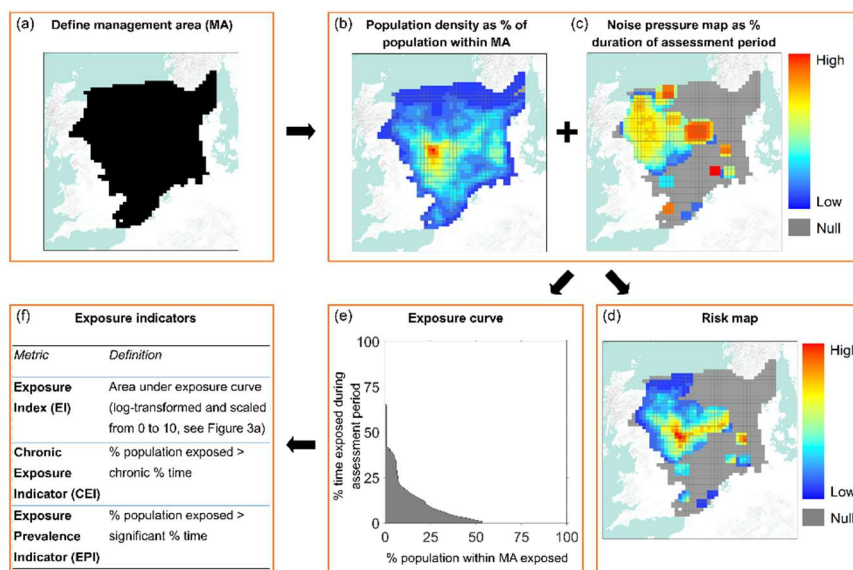 (a) Define management area (MA)
(b) Population density as % of
population within MA
(c) Noise pressure map as %
duration of assessment period
High
Low
Null
(f) Exposure indicators
Metric Definition
Exposure Area under exposure curve
Index (EI) (log-transformed and scaled
from 0 to 10, see Figure 3a)
Chronic % population exposed >
Exposure chronic % time
Indicator (CEI)
Exposure % population exposed >
Prevalence significant % time
Indicator (EPI)
(e) Exposure curve
% time exposed during
assessment period
100
75
50
25
0
0 25 50 75 100
% population within MA exposed
(d) Risk map
High
Low
Null